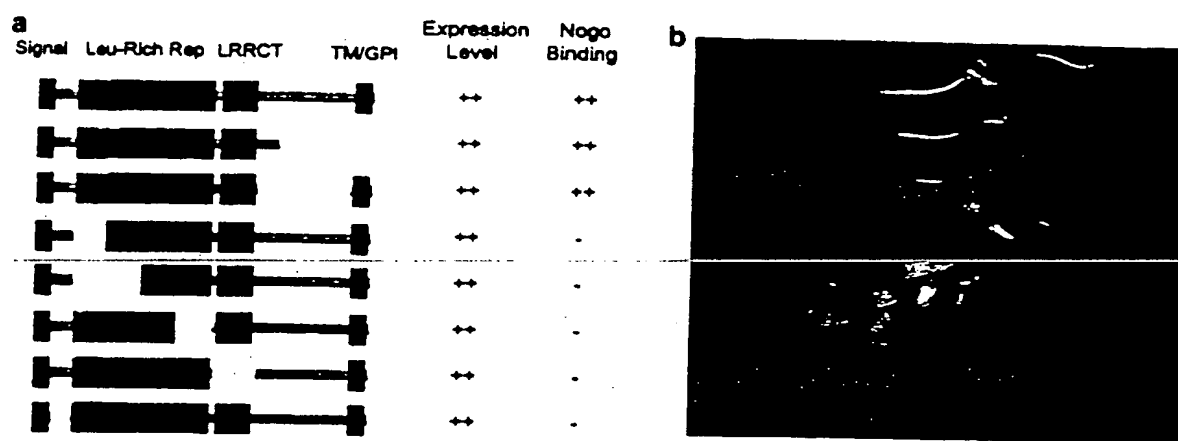 a
b
Expression Nogo
Signal Leu-Rich Rep LRRCT TM/GPI Level Binding
++ ++
++ ++
++ ++
++ -
++ -
++ -
++ -
++ -